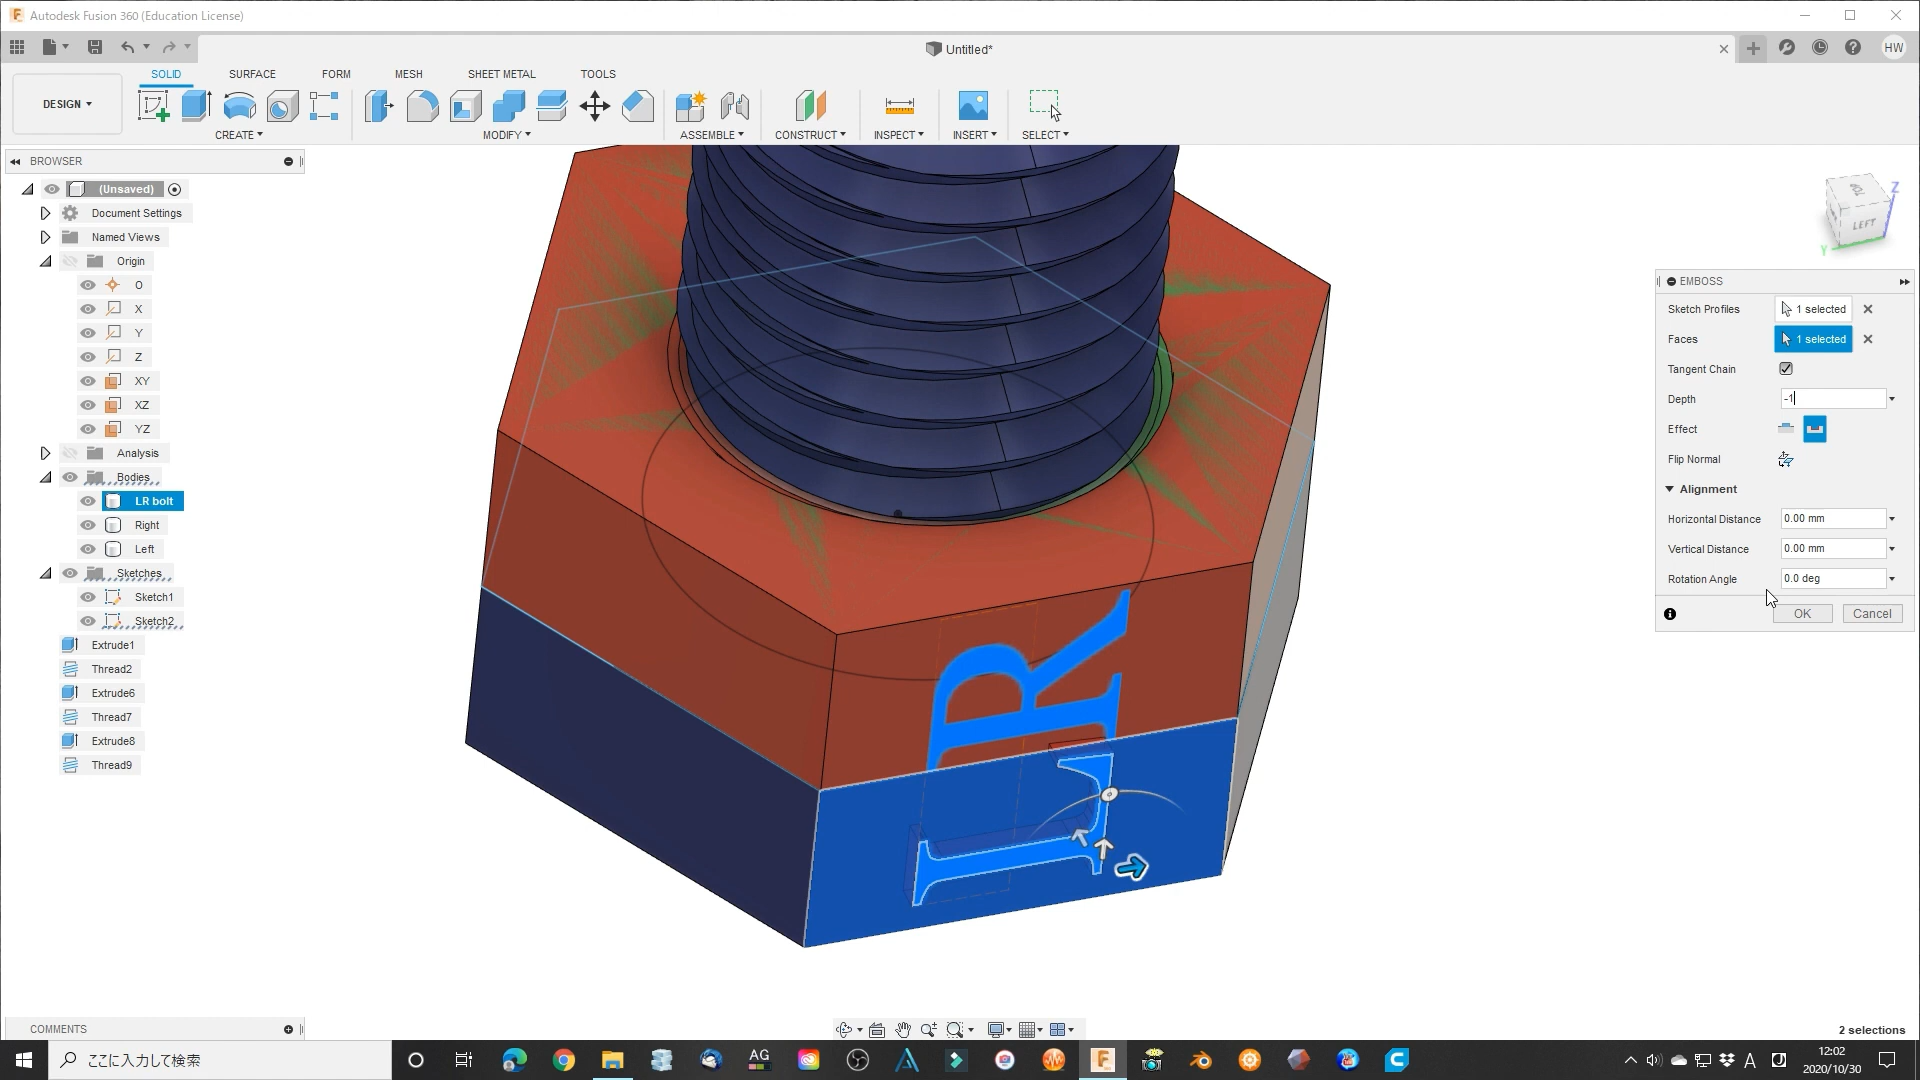 Autodesk Fusion 360 (Education License)
Untitled*
HW
DESIGN
SOLID SURFACE FORM MESH SHEET METAL TOOLS
CREATE MODIFY ASSEMBLE CONSTRUCT INSPECT INSERT SELECT
BROWSER
(Unsaved)
Document Settings
Named Views
Origin
O
X
Y
Z
XY
XZ
YZ
Analysis
Bodies
LR bolt
Right
Left
Sketches
Sketch1
Sketch2
Extrude1
Thread2
Extrude6
Thread7
Extrude8
Thread9
LR
Z
LEFT
Y
EMBOSS
Sketch Profiles 1 selected
Faces 1 selected
Tangent Chain
Depth -1
Effect
Flip Normal
Alignment
Horizontal Distance 0.00 mm
Vertical Distance 0.00 mm
Rotation Angle 0.0 deg
OK Cancel
COMMENTS
2 selections
ここに入力して検索
AG
A
12:02
2020/10/30